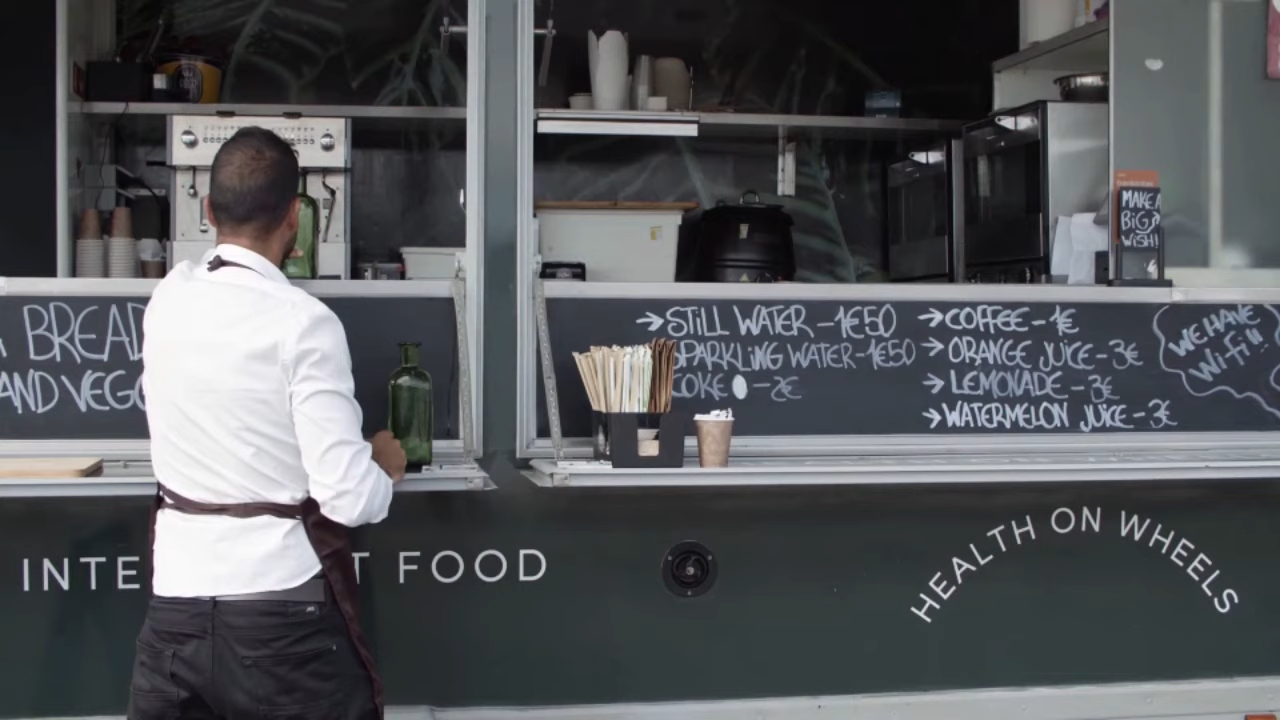 MAKE A
BIG
WISH!
BREAD
AND VEGG
→STILL WATER -1€50
SPARKLING WATER-1€50
COKE -2€
→COFFEE-1€
→ORANGE JUICE-3€
→LEMONADE -3€
→WATERMELON JUICE-3€
WE HAVE
Wi-Fi!!
INTE
T FOOD
HEALTH ON WHEELS